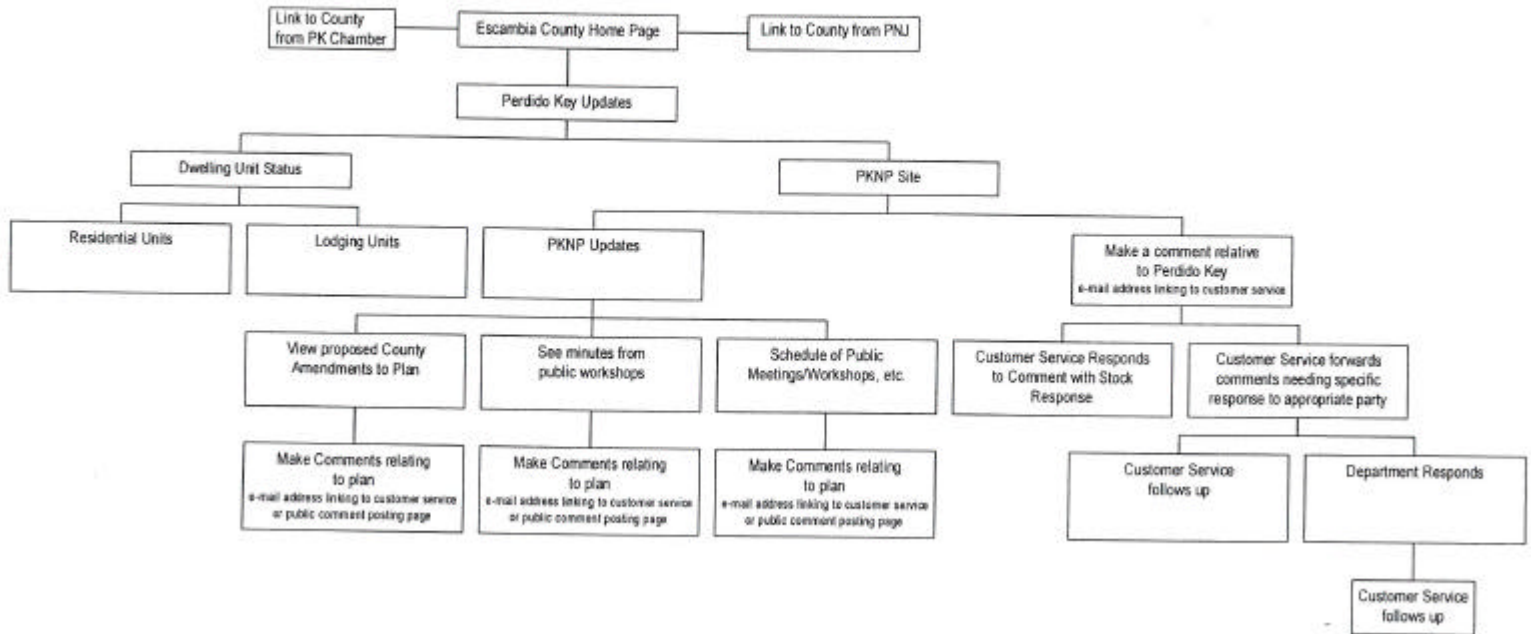 Link to County
from PK Chamber
Escambia County Home Page
Link to County from PNJ
Perdido Key Updates
Dwelling Unit Status
PKNP Site
Residential Units
Lodging Units
PKNP Updates
Make a comment relative
to Perdido Key
e-mail address linking to customer service
View proposed County
Amendments to Plan
See minutes from
public workshops
Schedule of Public
Meetings/Workshops, etc.
Customer Service Responds
to Comment with Stock
Response
Customer Service forwards
comments needing specific
response to appropriate party
Make Comments relating
to plan
e-mail address linking to customer service
or public comment posting page
Make Comments relating
to plan
e-mail address linking to customer service
or public comment posting page
Make Comments relating
to plan
e-mail address linking to customer service
or public comment posting page
Customer Service
follows up
Department Responds
Customer Service
follows up